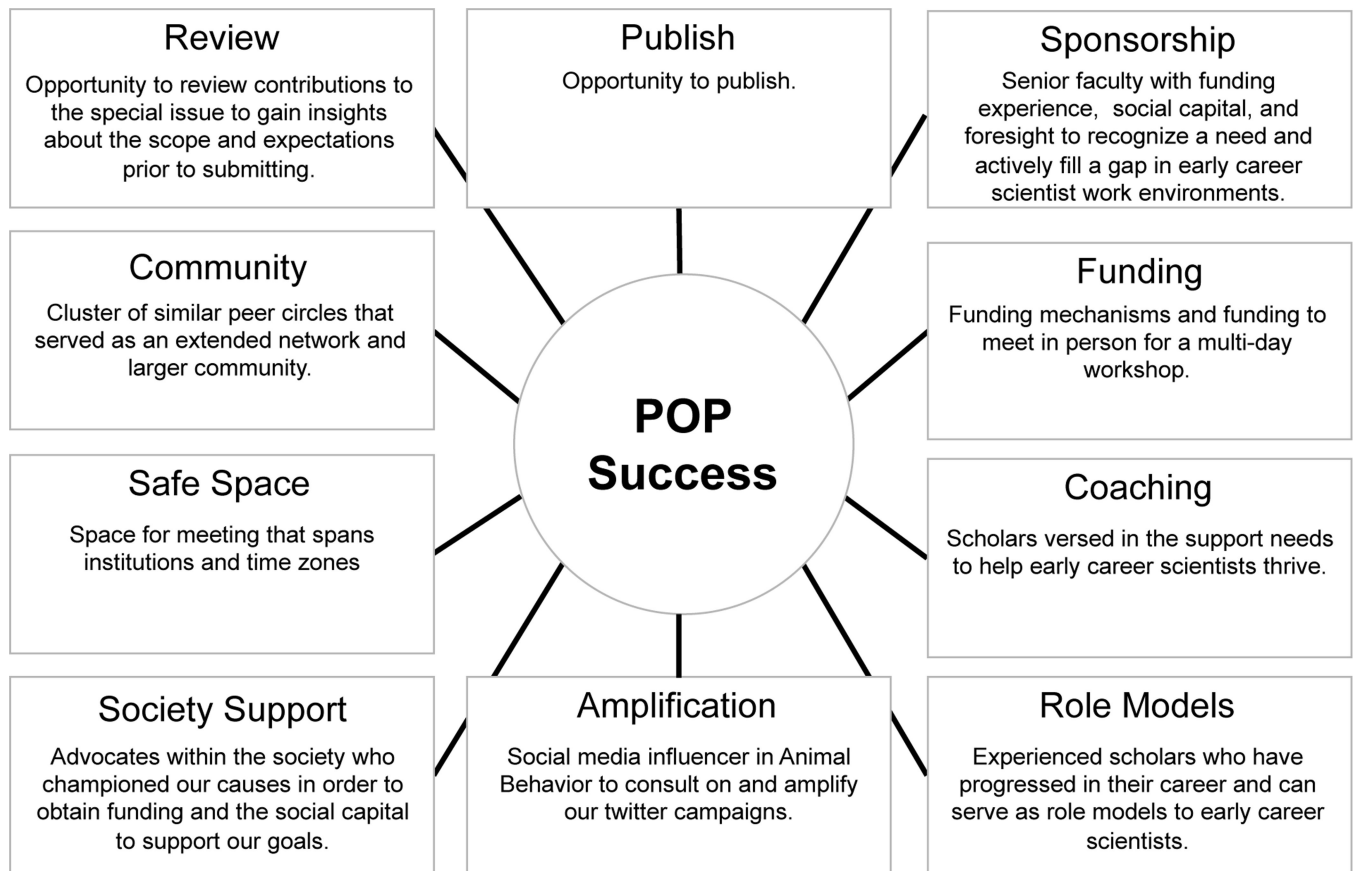 Review
Opportunity to review contributions to
the special issue to gain insights
about the scope and expectations
prior to submitting.
Publish
Opportunity to publish.
Sponsorship
Senior faculty with funding
experience,  social capital, and
foresight to recognize a need and
actively fill a gap in early career
scientist work environments.
Community
Cluster of similar peer circles that
served as an extended network and
larger community.
Funding
Funding mechanisms and funding to
meet in person for a multi-day
workshop.
POP
Success
Safe Space
Space for meeting that spans
institutions and time zones
Coaching
Scholars versed in the support needs
to help early career scientists thrive.
Society Support
Advocates within the society who
championed our causes in order to
obtain funding and the social capital
to support our goals.
Amplification
Social media influencer in Animal
Behavior to consult on and amplify
our twitter campaigns.
Role Models
Experienced scholars who have
progressed in their career and can
serve as role models to early career
scientists.